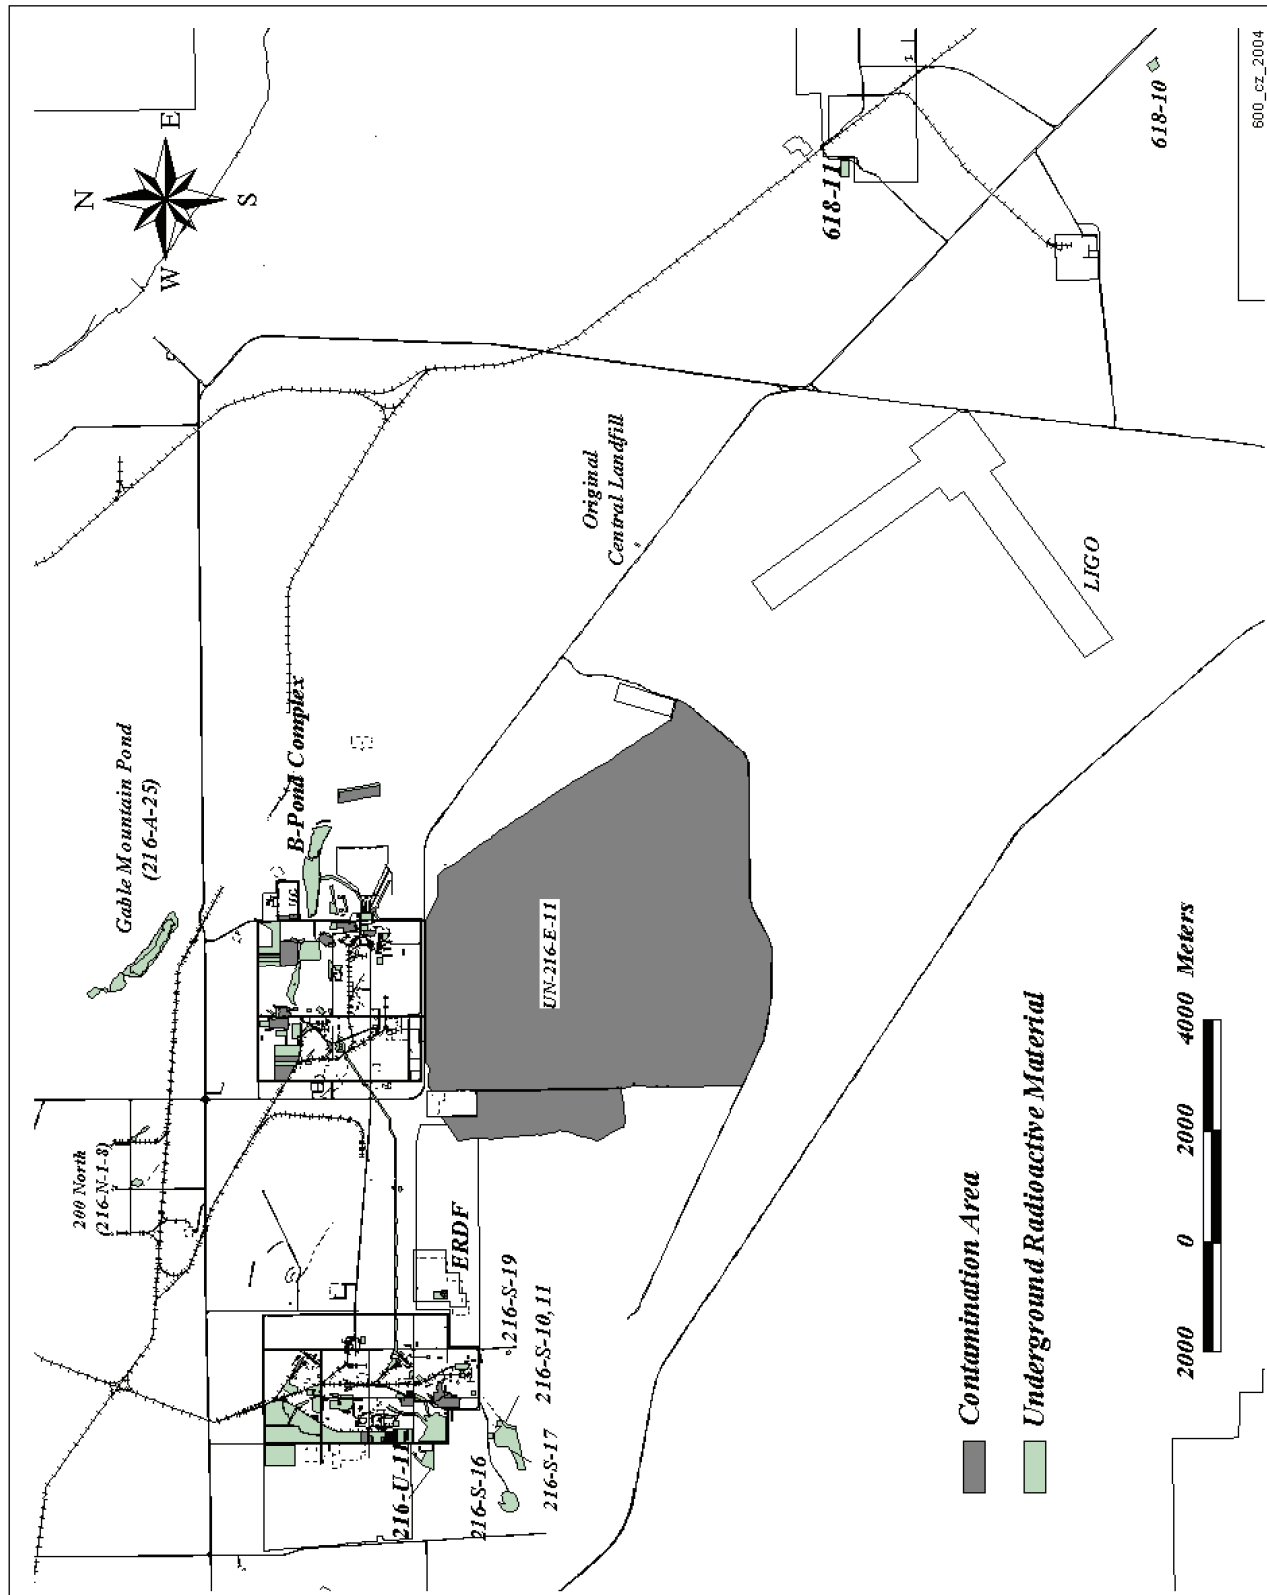 N
E
S
W
Gable Mountain Pond
(216-A-25)
200 North
(216-N-1-8)
B-Pond Complex
Original
Central Landfill
618-11
618-10
LIGO
UN-216-E-11
ERDF
216-S-19
216-S-10,11
216-U-11
216-S-16
216-S-17
Contamination Area
Underground Radioactive Material
2000
0
2000
4000 Meters
600_cz_2004